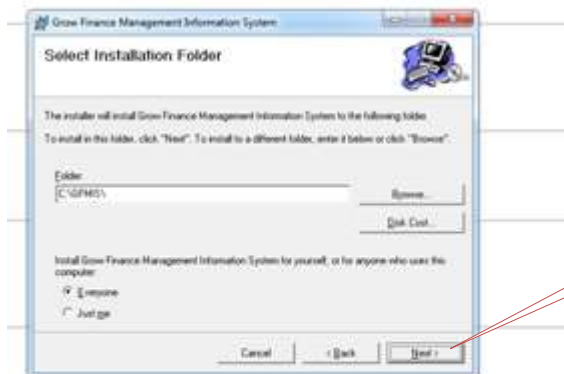 Grow Finance Management Information System
Select Installation Folder
The installer will install Grow Finance Management Information System to the following folder.
To install in this folder, click "Next". To install to a different folder, enter it below or click "Browse".
Folder:
C:\GFMIS\
Browse...
Disk Cost...
Install Grow Finance Management Information System for yourself, or for anyone who uses this
computer:
Everyone
Just me
Cancel
< Back
Next >